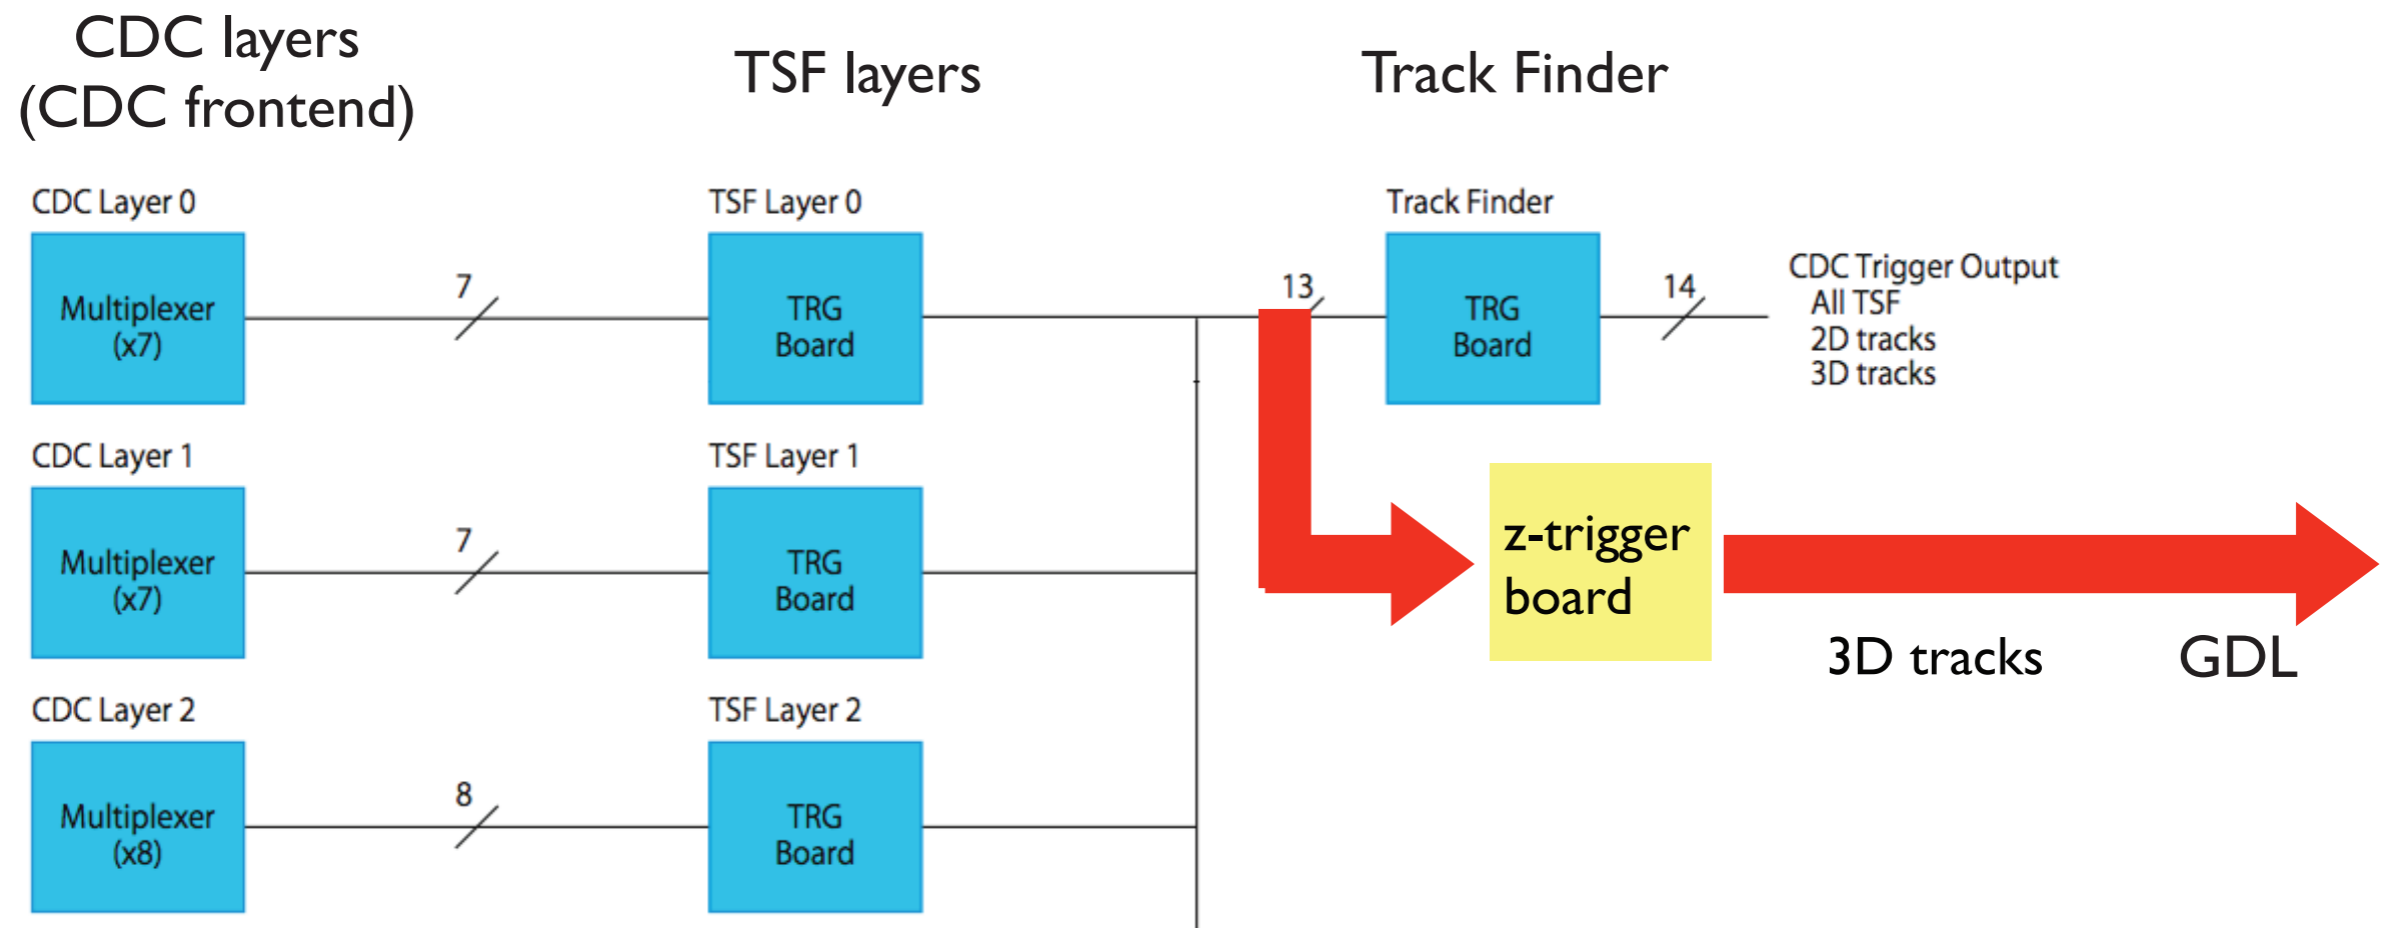 CDC layers
(CDC frontend)
TSF layers
Track Finder
CDC Layer 0
Multiplexer
(x7)
7
TSF Layer 0
TRG
Board
13
Track Finder
TRG
Board
14
CDC Trigger Output
All TSF
2D tracks
3D tracks
CDC Layer 1
Multiplexer
(x7)
7
TSF Layer 1
TRG
Board
z-trigger
board
3D tracks
GDL
CDC Layer 2
Multiplexer
(x8)
8
TSF Layer 2
TRG
Board